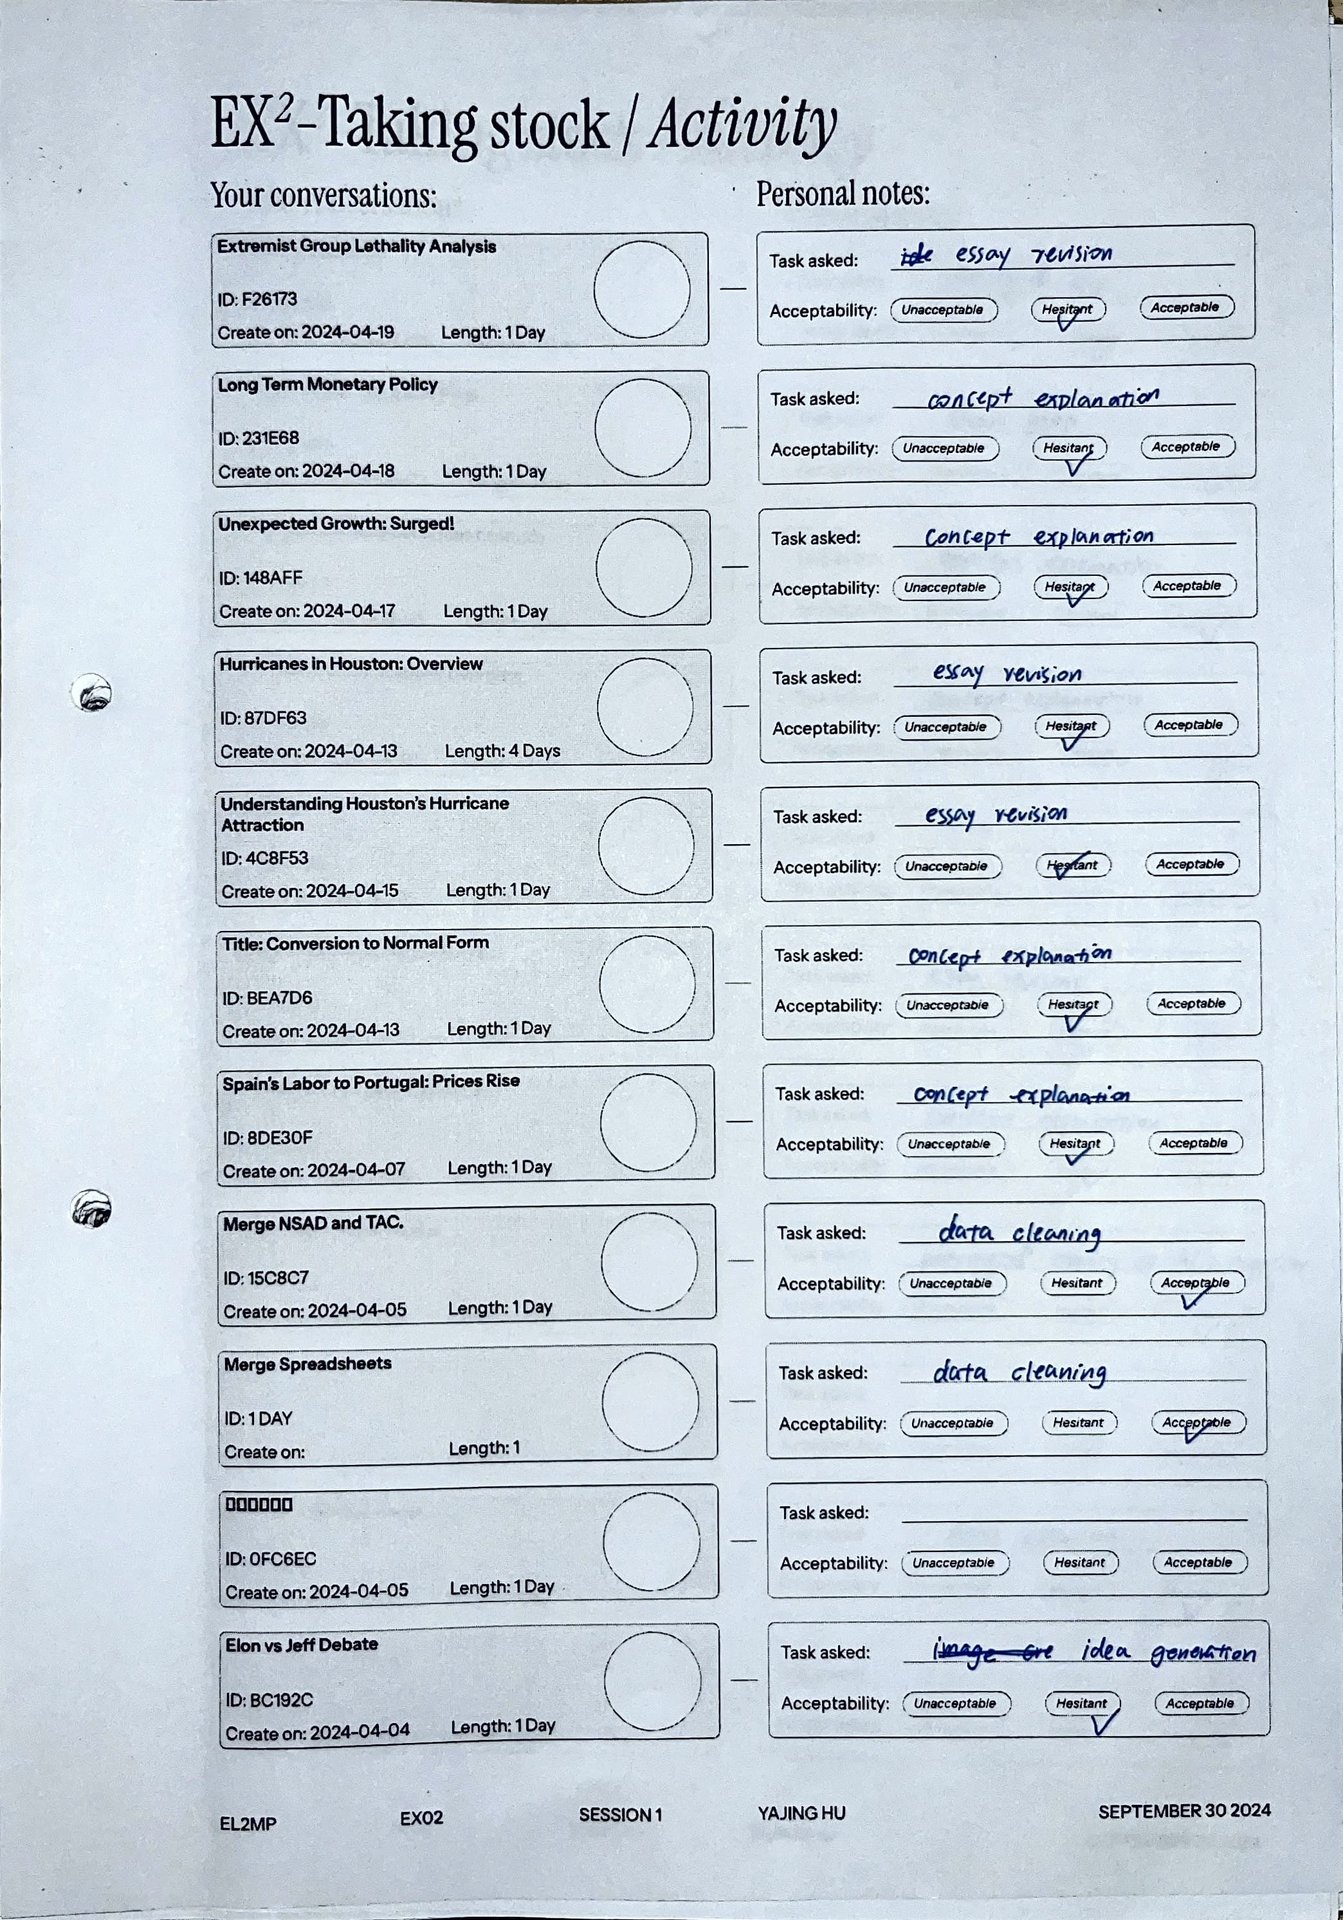 EX²-Taking stock / Activity
Your conversations:
Personal notes:
Extremist Group Lethality Analysis
ID: F26173
Create on: 2024-04-19 Length: 1 Day
Task asked: essay revision
Acceptability: Unacceptable Hesitant Acceptable
Long Term Monetary Policy
ID: 231E68
Create on: 2024-04-18 Length: 1 Day
Task asked: concept explanation
Acceptability: Unacceptable Hesitant Acceptable
Unexpected Growth: Surged!
ID: 148AFF
Create on: 2024-04-17 Length: 1 Day
Task asked: concept explanation
Acceptability: Unacceptable Hesitant Acceptable
Hurricanes in Houston: Overview
ID: 87DF63
Create on: 2024-04-13 Length: 4 Days
Task asked: essay revision
Acceptability: Unacceptable Hesitant Acceptable
Understanding Houston's Hurricane
Attraction
ID: 4C8F53
Create on: 2024-04-15 Length: 1 Day
Task asked: essay revision
Acceptability: Unacceptable Hesitant Acceptable
Title: Conversion to Normal Form
ID: BEA7D6
Create on: 2024-04-13 Length: 1 Day
Task asked: concept explanation
Acceptability: Unacceptable Hesitant Acceptable
Spain's Labor to Portugal: Prices Rise
ID: 8DE30F
Create on: 2024-04-07 Length: 1 Day
Task asked: concept explanation
Acceptability: Unacceptable Hesitant Acceptable
Merge NSAD and TAC.
ID: 15C8C7
Create on: 2024-04-05 Length: 1 Day
Task asked: data cleaning
Acceptability: Unacceptable Hesitant Acceptable
Merge Spreadsheets
ID: 1 DAY
Create on: Length: 1
Task asked: data cleaning
Acceptability: Unacceptable Hesitant Acceptable
▯▯▯▯▯▯
ID: 0FC6EC
Create on: 2024-04-05 Length: 1 Day
Task asked:
Acceptability: Unacceptable Hesitant Acceptable
Elon vs Jeff Debate
ID: BC192C
Create on: 2024-04-04 Length: 1 Day
Task asked: image idea generation
Acceptability: Unacceptable Hesitant Acceptable
EL2MP EX02 SESSION 1 YAJING HU SEPTEMBER 30 2024